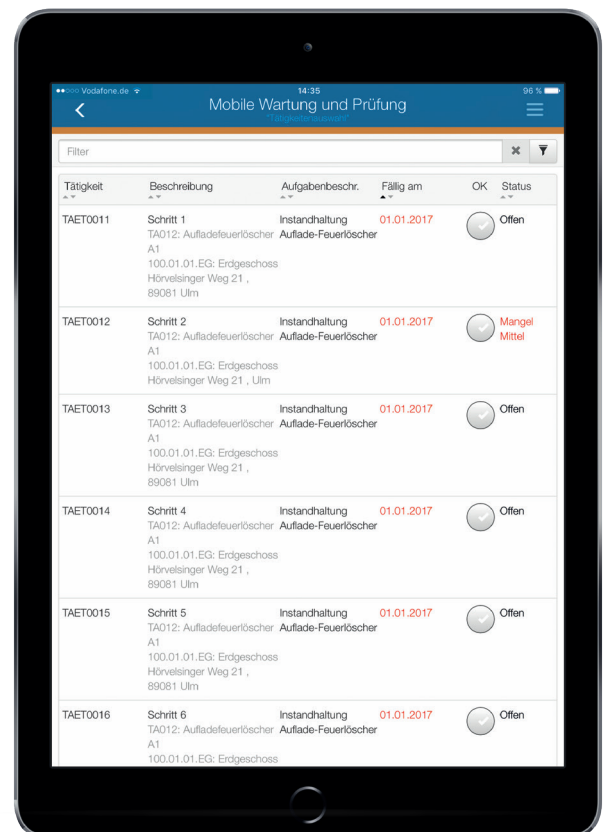 ●●○○○ Vodafone.de 14:35 96 %
Mobile Wartung und Prüfung
"Tätigkeitenauswahl"
Filter
Tätigkeit Beschreibung Aufgabenbeschr. Fällig am OK Status
TAET0011 Schritt 1 Instandhaltung 01.01.2017 Offen
TA012: Aufladefeuerlöscher Auflade-Feuerlöscher
A1
100.01.01.EG: Erdgeschoss
Hörvelsinger Weg 21 ,
89081 Ulm
TAET0012 Schritt 2 Instandhaltung 01.01.2017 Mangel
TA012: Aufladefeuerlöscher Auflade-Feuerlöscher Mittel
A1
100.01.01.EG: Erdgeschoss
Hörvelsinger Weg 21 , Ulm
TAET0013 Schritt 3 Instandhaltung 01.01.2017 Offen
TA012: Aufladefeuerlöscher Auflade-Feuerlöscher
A1
100.01.01.EG: Erdgeschoss
Hörvelsinger Weg 21 ,
89081 Ulm
TAET0014 Schritt 4 Instandhaltung 01.01.2017 Offen
TA012: Aufladefeuerlöscher Auflade-Feuerlöscher
A1
100.01.01.EG: Erdgeschoss
Hörvelsinger Weg 21 ,
89081 Ulm
TAET0015 Schritt 5 Instandhaltung 01.01.2017 Offen
TA012: Aufladefeuerlöscher Auflade-Feuerlöscher
A1
100.01.01.EG: Erdgeschoss
Hörvelsinger Weg 21 ,
89081 Ulm
TAET0016 Schritt 6 Instandhaltung 01.01.2017 Offen
TA012: Aufladefeuerlöscher Auflade-Feuerlöscher
A1
100.01.01.EG: Erdgeschoss